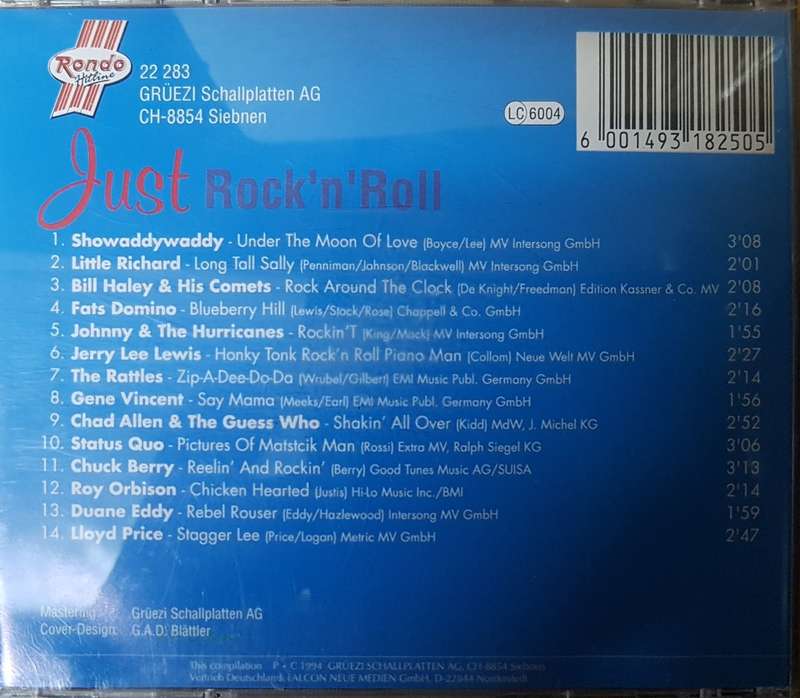 Rondo
Hitline
22 283
GRÜEZI Schallplatten AG
CH-8854 Siebnen
LC 6004
6 001493 182505
Just Rock'n'Roll
1. Showaddywaddy - Under The Moon Of Love (Boyce/Lee) MV Intersong GmbH 3'08
2. Little Richard - Long Tall Sally (Penniman/Johnson/Blackwell) MV Intersong GmbH 2'01
3. Bill Haley & His Comets - Rock Around The Clock (De Knight/Freedman) Edition Kassner & Co. MV 2'08
4. Fats Domino - Blueberry Hill (Lewis/Stock/Rose) Chappell & Co. GmbH 2'16
5. Johnny & The Hurricanes - Rockin'T (King/Mack) MV Intersong GmbH 1'55
6. Jerry Lee Lewis - Honky Tonk Rock'n Roll Piano Man (Collom) Neue Welt MV GmbH 2'27
7. The Rattles - Zip-A-Dee-Do-Da (Wrubel/Gilbert) EMI Music Publ. Germany GmbH 2'14
8. Gene Vincent - Say Mama (Meeks/Earl) EMI Music Publ. Germany GmbH 1'56
9. Chad Allen & The Guess Who - Shakin' All Over (Kidd) MdW, J. Michel KG 2'52
10. Status Quo - Pictures Of Matstcik Man (Rossi) Extra MV, Ralph Siegel KG 3'06
11. Chuck Berry - Reelin' And Rockin' (Berry) Good Tunes Music AG/SUISA 3'13
12. Roy Orbison - Chicken Hearted (Justis) Hi-Lo Music Inc./BMI 2'14
13. Duane Eddy - Rebel Rouser (Eddy/Hazlewood) Intersong MV GmbH 1'59
14. Lloyd Price - Stagger Lee (Price/Logan) Metric MV GmbH 2'47
Mastering: Grüezi Schallplatten AG
Cover-Design: G.A.D. Blättler
This compilation P + C 1994 GRÜEZI SCHALLPLATTEN AG, CH-8854 Siebnen
Vertrieb Deutschland: FALCON NEUE MEDIEN GmbH, D-22844 Norderstedt